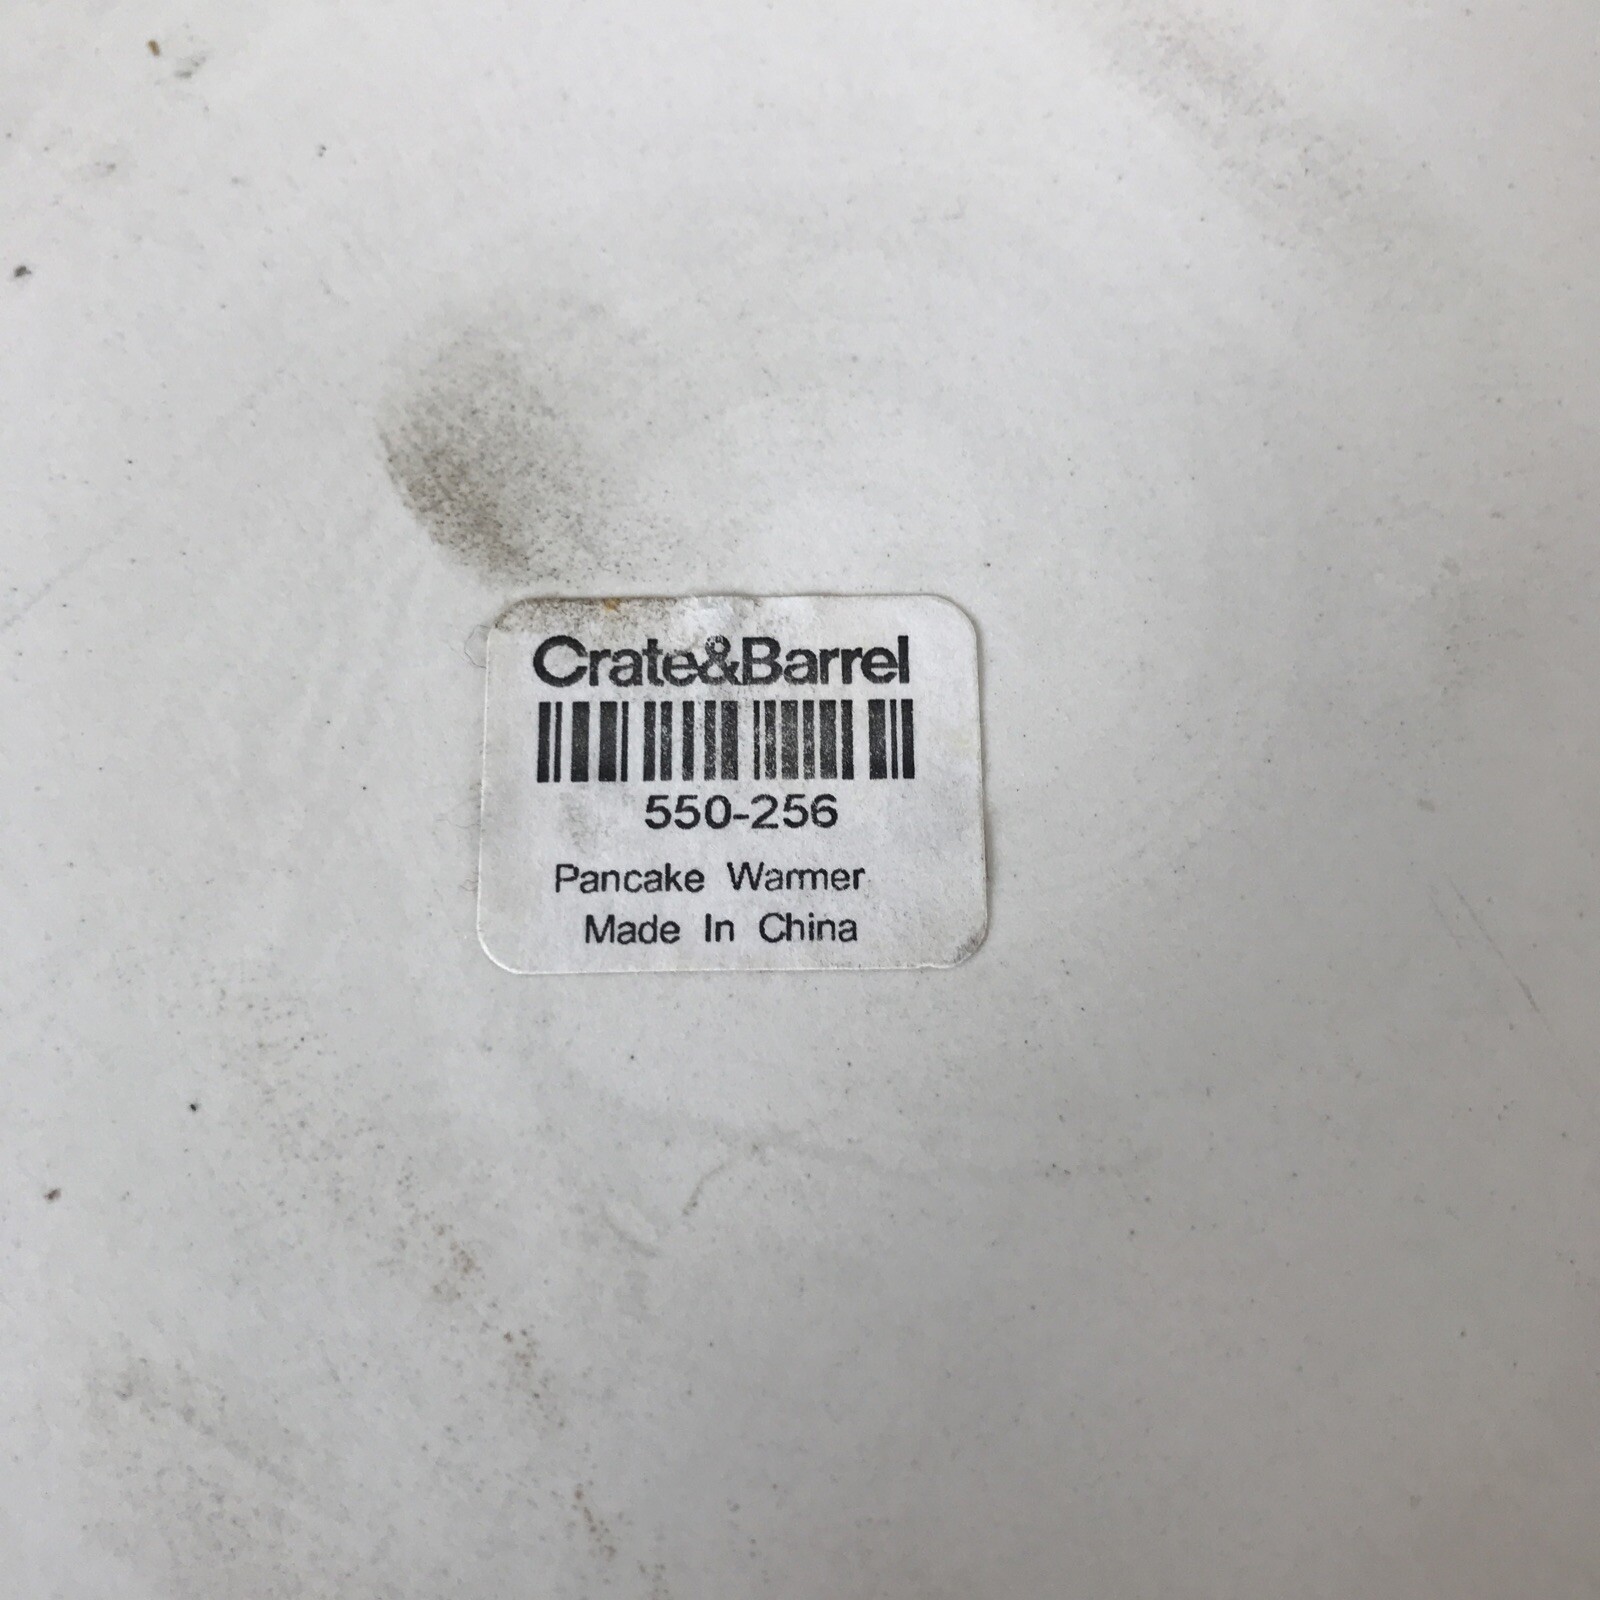 Crate&Barrel
550-256
Pancake Warmer
Made In China